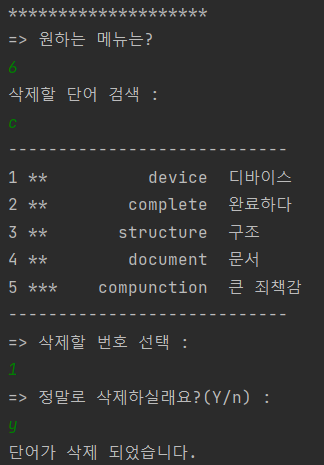 ********************
=> 원하는 메뉴는?
6
삭제할 단어 검색 :
c
----------------------------
1 ** device 디바이스
2 ** complete 완료하다
3 ** structure 구조
4 ** document 문서
5 *** compunction 큰 죄책감
----------------------------
=> 삭제할 번호 선택 :
1
=> 정말로 삭제하실래요?(Y/n) :
y
단어가 삭제 되었습니다.